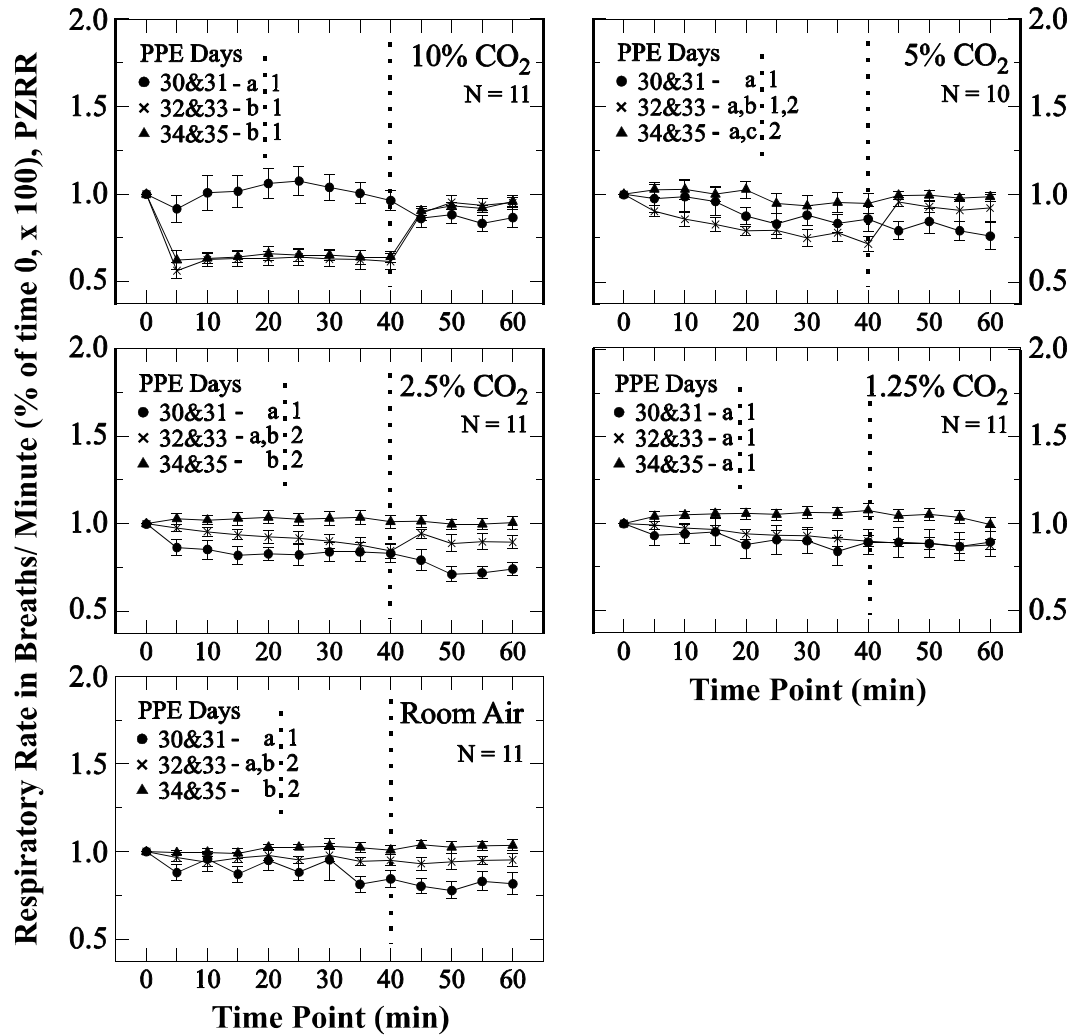 Respiratory Rate in Breaths/ Minute (% of time 0, x 100), PZRR
10% CO2
N = 11
PPE Days
30&31 - a 1
32&33 - b 1
34&35 - b 1
2.0
1.5
1.0
0.5
0 10 20 30 40 50 60
5% CO2
N = 10
PPE Days
30&31 - a 1
32&33 - a,b 1,2
34&35 - a,c 2
2.0
1.5
1.0
0.5
0 10 20 30 40 50 60
2.5% CO2
N = 11
PPE Days
30&31 - a 1
32&33 - a,b 2
34&35 - b 2
2.0
1.5
1.0
0.5
0 10 20 30 40 50 60
1.25% CO2
N = 11
PPE Days
30&31 - a 1
32&33 - a 1
34&35 - a 1
2.0
1.5
1.0
0.5
0 10 20 30 40 50 60
Time Point (min)
Room Air
N = 11
PPE Days
30&31 - a 1
32&33 - a,b 2
34&35 - b 2
2.0
1.5
1.0
0.5
0 10 20 30 40 50 60
Time Point (min)